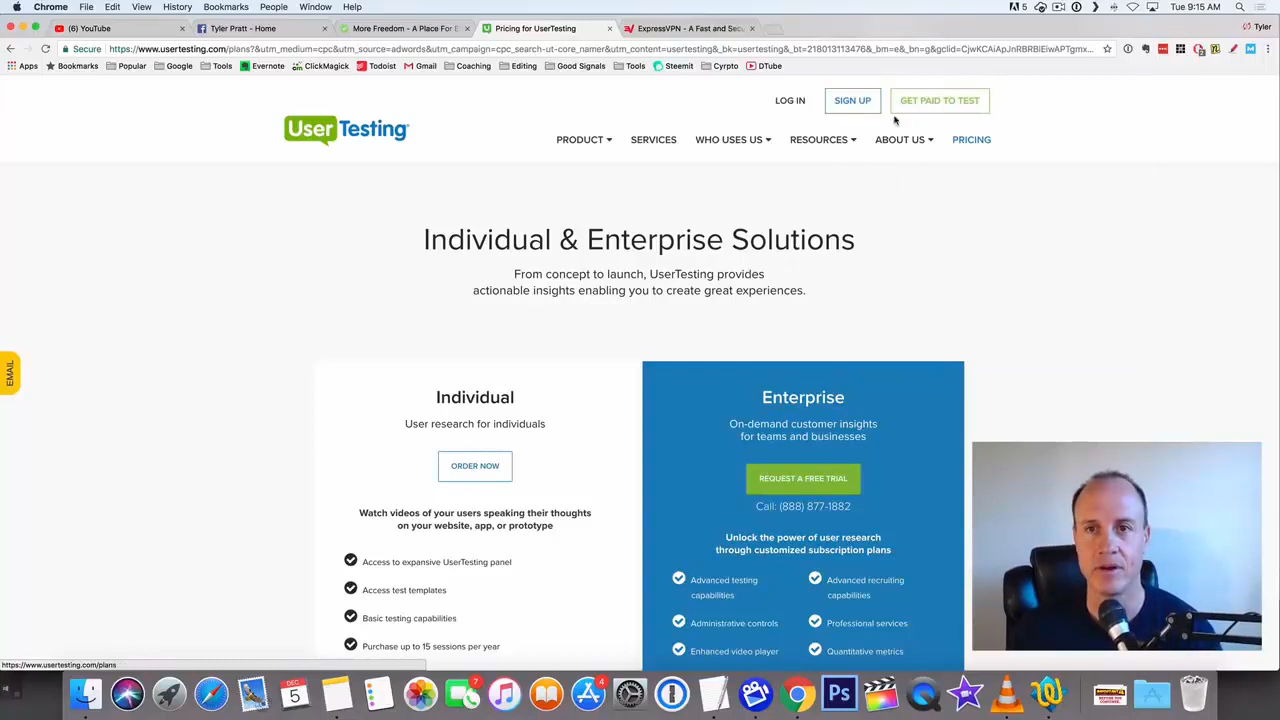 Chrome File Edit View History Bookmarks People Window Help
5 Tue 9:15 AM
(6) YouTube
Tyler Pratt - Home
More Freedom - A Place For E
Pricing for UserTesting
ExpressVPN - A Fast and Sec
Tyler
Secure https://www.usertesting.com/plans?&utm_medium=cpc&utm_source=adwords&utm_campaign=cpc_search-ut-core_namer&utm_content=usertesting&_bk=usertesting&_bt=218013113476&_bm=e&_bn=g&gclid=CjwKCAiApJnRBRBlEiwAPTgmx...
Apps Bookmarks Popular Google Tools Evernote ClickMagick Todoist Gmail Coaching Editing Good Signals Tools Steemit Cyrpto DTube
LOG IN SIGN UP GET PAID TO TEST
UserTesting
PRODUCT SERVICES WHO USES US RESOURCES ABOUT US PRICING
Individual & Enterprise Solutions
From concept to launch, UserTesting provides
actionable insights enabling you to create great experiences.
EMAIL
Individual
User research for individuals
ORDER NOW
Watch videos of your users speaking their thoughts
on your website, app, or prototype
Access to expansive UserTesting panel
Access test templates
Basic testing capabilities
Purchase up to 15 sessions per year
Enterprise
On-demand customer insights
for teams and businesses
REQUEST A FREE TRIAL
Call: (888) 877-1882
Unlock the power of user research
through customized subscription plans
Advanced testing
capabilities
Advanced recruiting
capabilities
Administrative controls
Professional services
Enhanced video player
Quantitative metrics
https://www.usertesting.com/plans
DEC
5
7
4
Ps